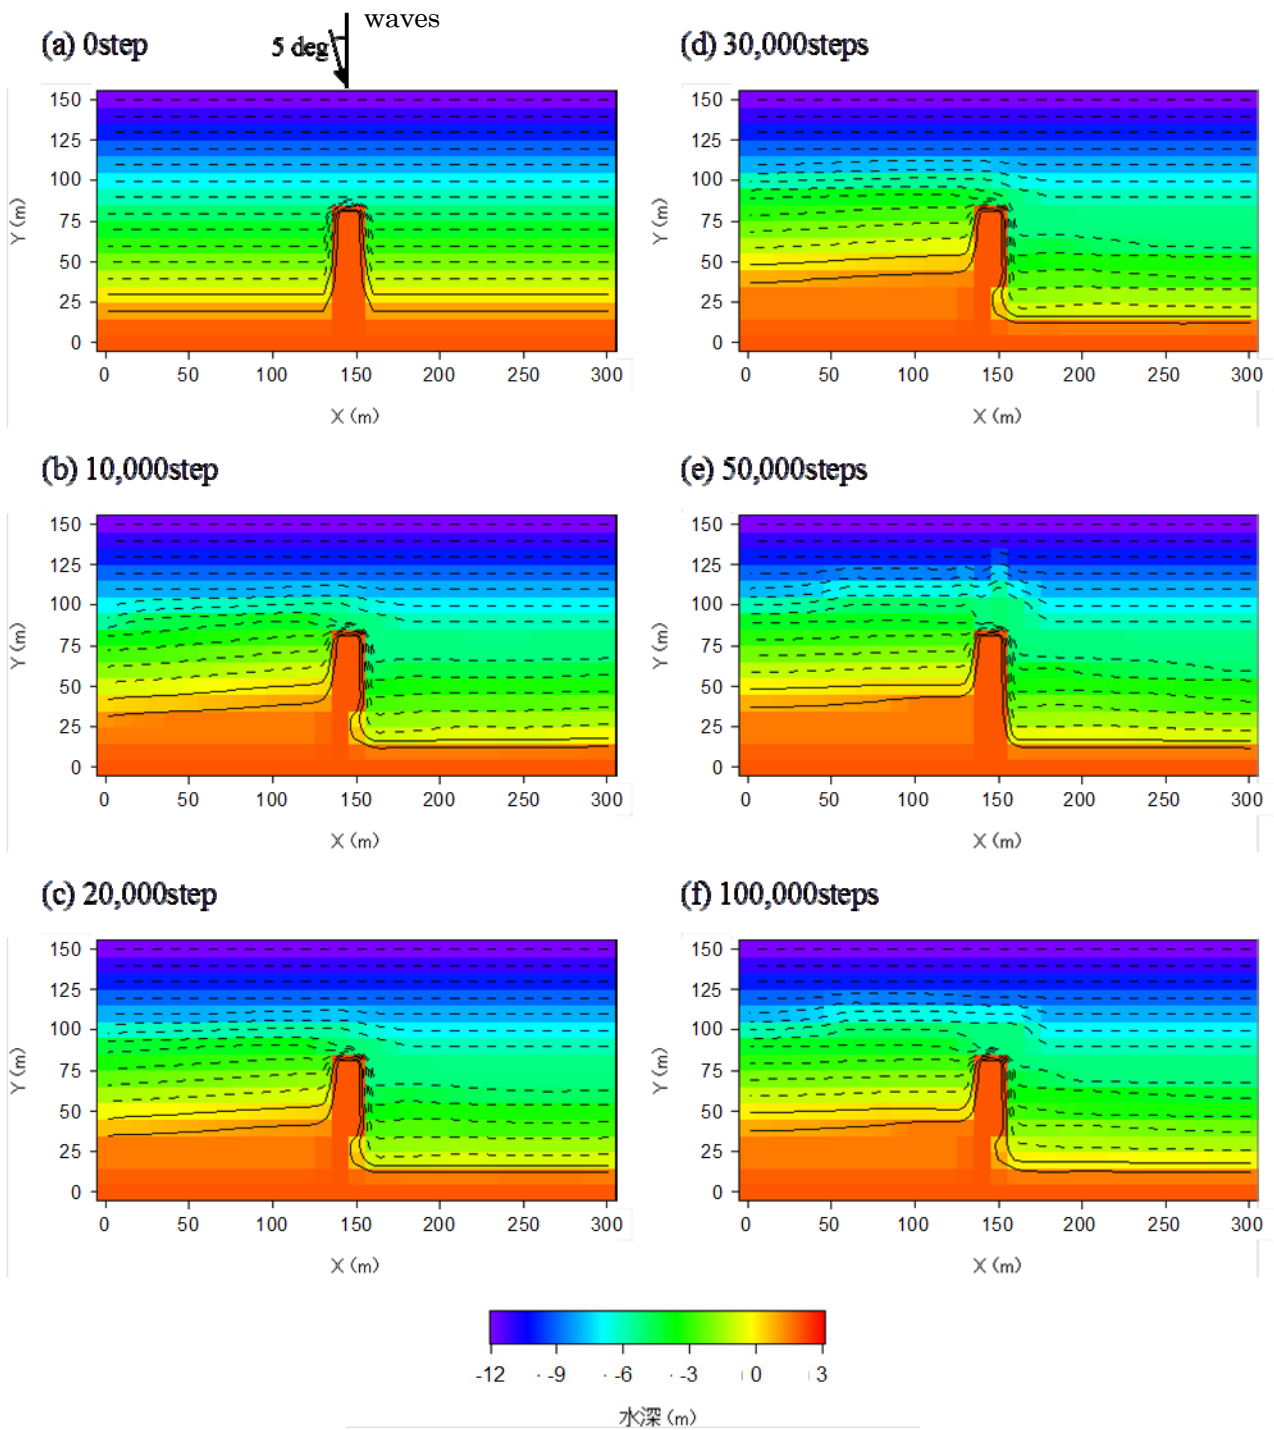 waves
(a) 0step
5 deg
150
125
100
75
50
25
0
Y (m)
0 50 100 150 200 250 300
X (m)
(d) 30,000steps
150
125
100
75
50
25
0
Y (m)
0 50 100 150 200 250 300
X (m)
(b) 10,000step
150
125
100
75
50
25
0
Y (m)
0 50 100 150 200 250 300
X (m)
(e) 50,000steps
150
125
100
75
50
25
0
Y (m)
0 50 100 150 200 250 300
X (m)
(c) 20,000step
150
125
100
75
50
25
0
Y (m)
0 50 100 150 200 250 300
X (m)
(f) 100,000steps
150
125
100
75
50
25
0
Y (m)
0 50 100 150 200 250 300
X (m)
-12 -9 -6 -3 0 3
水深 (m)